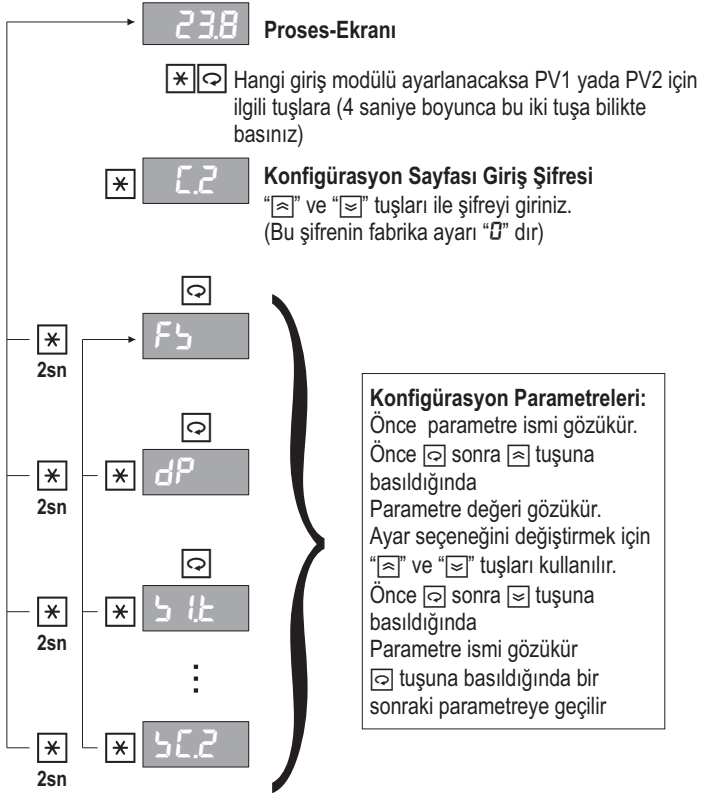 23.8 Proses-Ekranı
Hangi giriş modülü ayarlanacaksa PV1 yada PV2 için
ilgili tuşlara (4 saniye boyunca bu iki tuşa bilikte
basınız)
C.2 Konfigürasyon Sayfası Giriş Şifresi
“ ” ve “ ” tuşları ile şifreyi giriniz.
(Bu şifrenin fabrika ayarı “0” dır)
FS
2sn
dP
2sn
S1.t
2sn
SC.2
2sn
Konfigürasyon Parametreleri:
Önce parametre ismi gözükür.
Önce sonra tuşuna
basıldığında
Parametre değeri gözükür.
Ayar seçeneğini değiştirmek için
“ ” ve “ ” tuşları kullanılır.
Önce sonra tuşuna
basıldığında
Parametre ismi gözükür
tuşuna basıldığında bir
sonraki parametreye geçilir